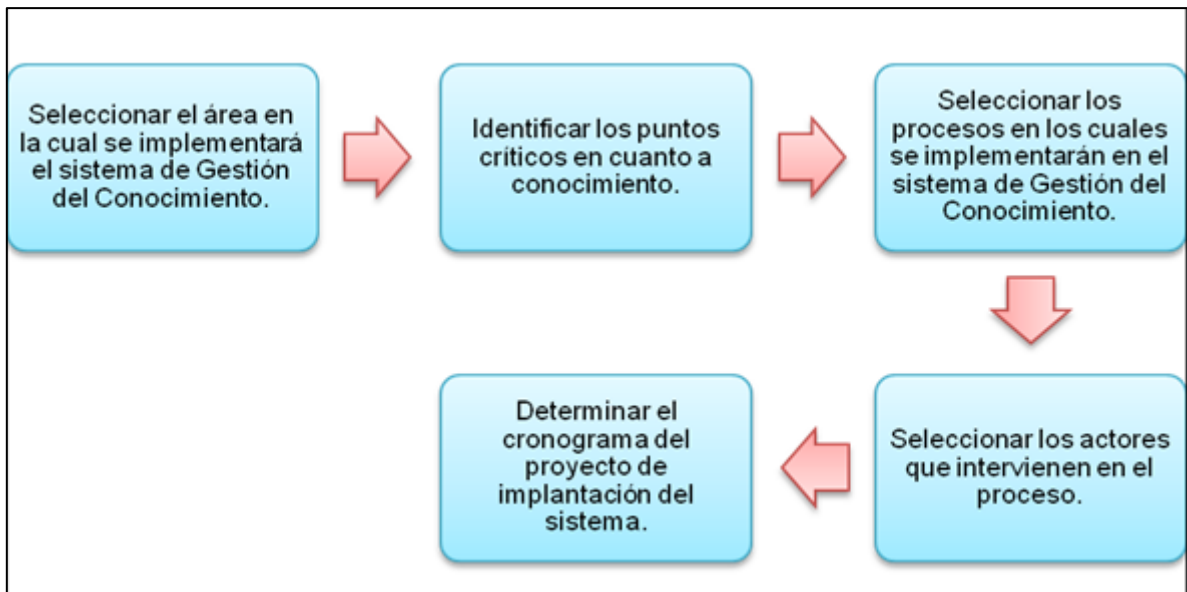 Seleccionar el área en
la cual se implementará
el sistema de Gestión
del Conocimiento.
Identificar los puntos
críticos en cuanto a
conocimiento.
Seleccionar los
procesos en los cuales
se implementarán en el
sistema de Gestión del
Conocimiento.
Seleccionar los actores
que intervienen en el
proceso.
Determinar el
cronograma del
proyecto de
implantación del
sistema.